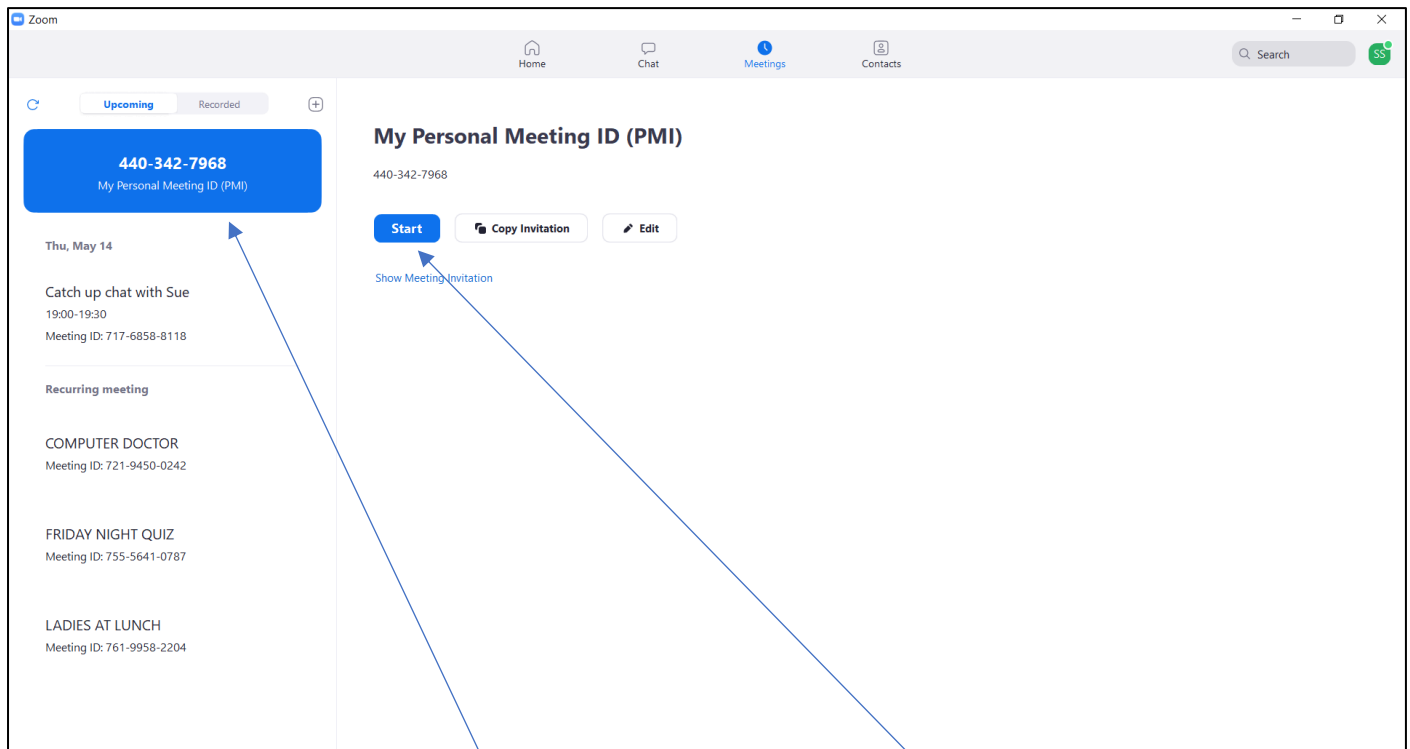 Zoom
Home
Chat
Meetings
Contacts
Search
SS
Upcoming
Recorded
440-342-7968
My Personal Meeting ID (PMI)
Thu, May 14
Catch up chat with Sue
19:00-19:30
Meeting ID: 717-6858-8118
Recurring meeting
COMPUTER DOCTOR
Meeting ID: 721-9450-0242
FRIDAY NIGHT QUIZ
Meeting ID: 755-5641-0787
LADIES AT LUNCH
Meeting ID: 761-9958-2204
My Personal Meeting ID (PMI)
440-342-7968
Start
Copy Invitation
Edit
Show Meeting Invitation